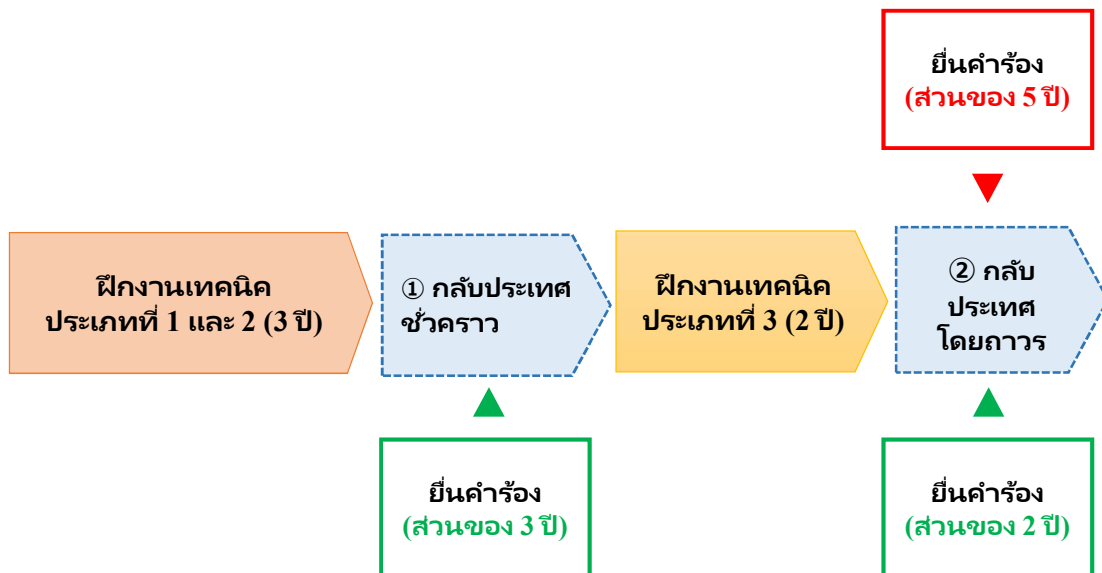 ยื่นคำร้อง
(ส่วนของ 5 ปี)
ฝึกงานเทคนิค
ประเภทที่ 1 และ 2 (3 ปี)
① กลับประเทศ
ชั่วคราว
ฝึกงานเทคนิค
ประเภทที่ 3 (2 ปี)
② กลับ
ประเทศ
โดยถาวร
ยื่นคำร้อง
(ส่วนของ 3 ปี)
ยื่นคำร้อง
(ส่วนของ 2 ปี)